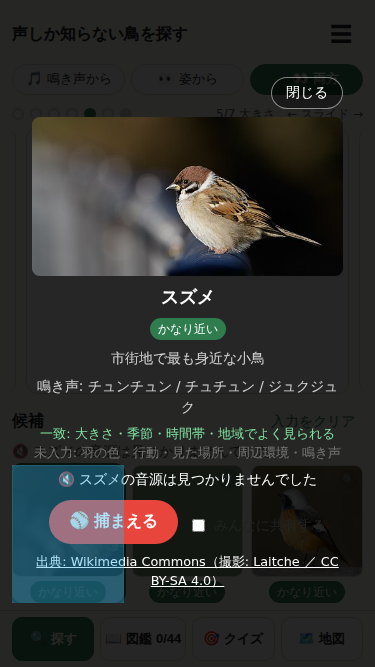 声しか知らない鳥を探す
🎵 鳴き声から
👀 姿から
閉じる
5/7 大きさ ← スライド →
スズメ
かなり近い
市街地で最も身近な小鳥
鳴き声: チュンチュン / チュチュン / ジュクジュ
ク
候補
入力をクリア
一致: 大きさ・季節・時間帯・地域でよく見られる
未入力: 羽の色・行動・見た場所・周辺環境・鳴き声
🔇 スズメの音源は見つかりませんでした
⚾ 捕まえる
出典: Wikimedia Commons（撮影: Laitche ／ CC
BY-SA 4.0）
かなり近い
かなり近い
かなり近い
🔍 探す
📖 図鑑 0/44
🎯 クイズ
🗺️ 地図